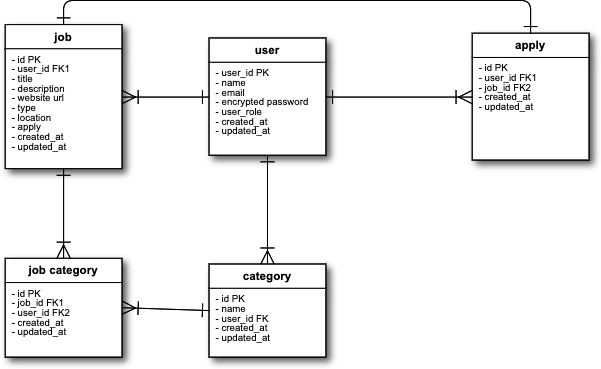 job
- id PK
- user_id FK1
- title
- description
- website url
- type
- location
- apply
- created_at
- updated_at
user
- user_id PK
- name
- email
- encrypted password
- user_role
- created_at
- updated_at
apply
- id PK
- user_id FK1
- job_id FK2
- created_at
- updated_at
job category
- id PK
- job_id FK1
- user_id FK2
- created_at
- updated_at
category
- id PK
- name
- user_id FK
- created_at
- updated_at